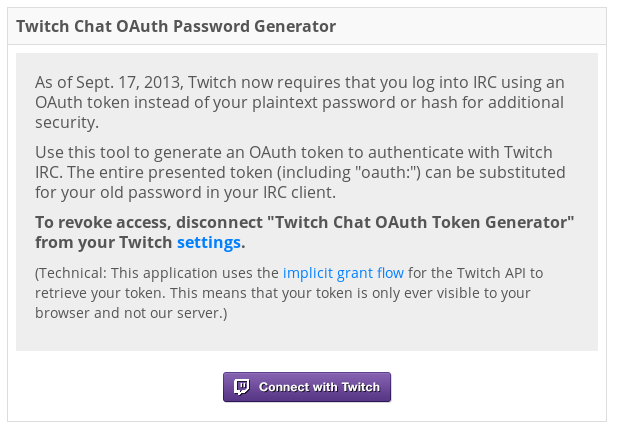 Twitch Chat OAuth Password Generator
As of Sept. 17, 2013, Twitch now requires that you log into IRC using an
OAuth token instead of your plaintext password or hash for additional
security.
Use this tool to generate an OAuth token to authenticate with Twitch
IRC. The entire presented token (including "oauth:") can be substituted
for your old password in your IRC client.
To revoke access, disconnect "Twitch Chat OAuth Token Generator"
from your Twitch settings.
(Technical: This application uses the implicit grant flow for the Twitch API to
retrieve your token. This means that your token is only ever visible to your
browser and not our server.)
Connect with Twitch